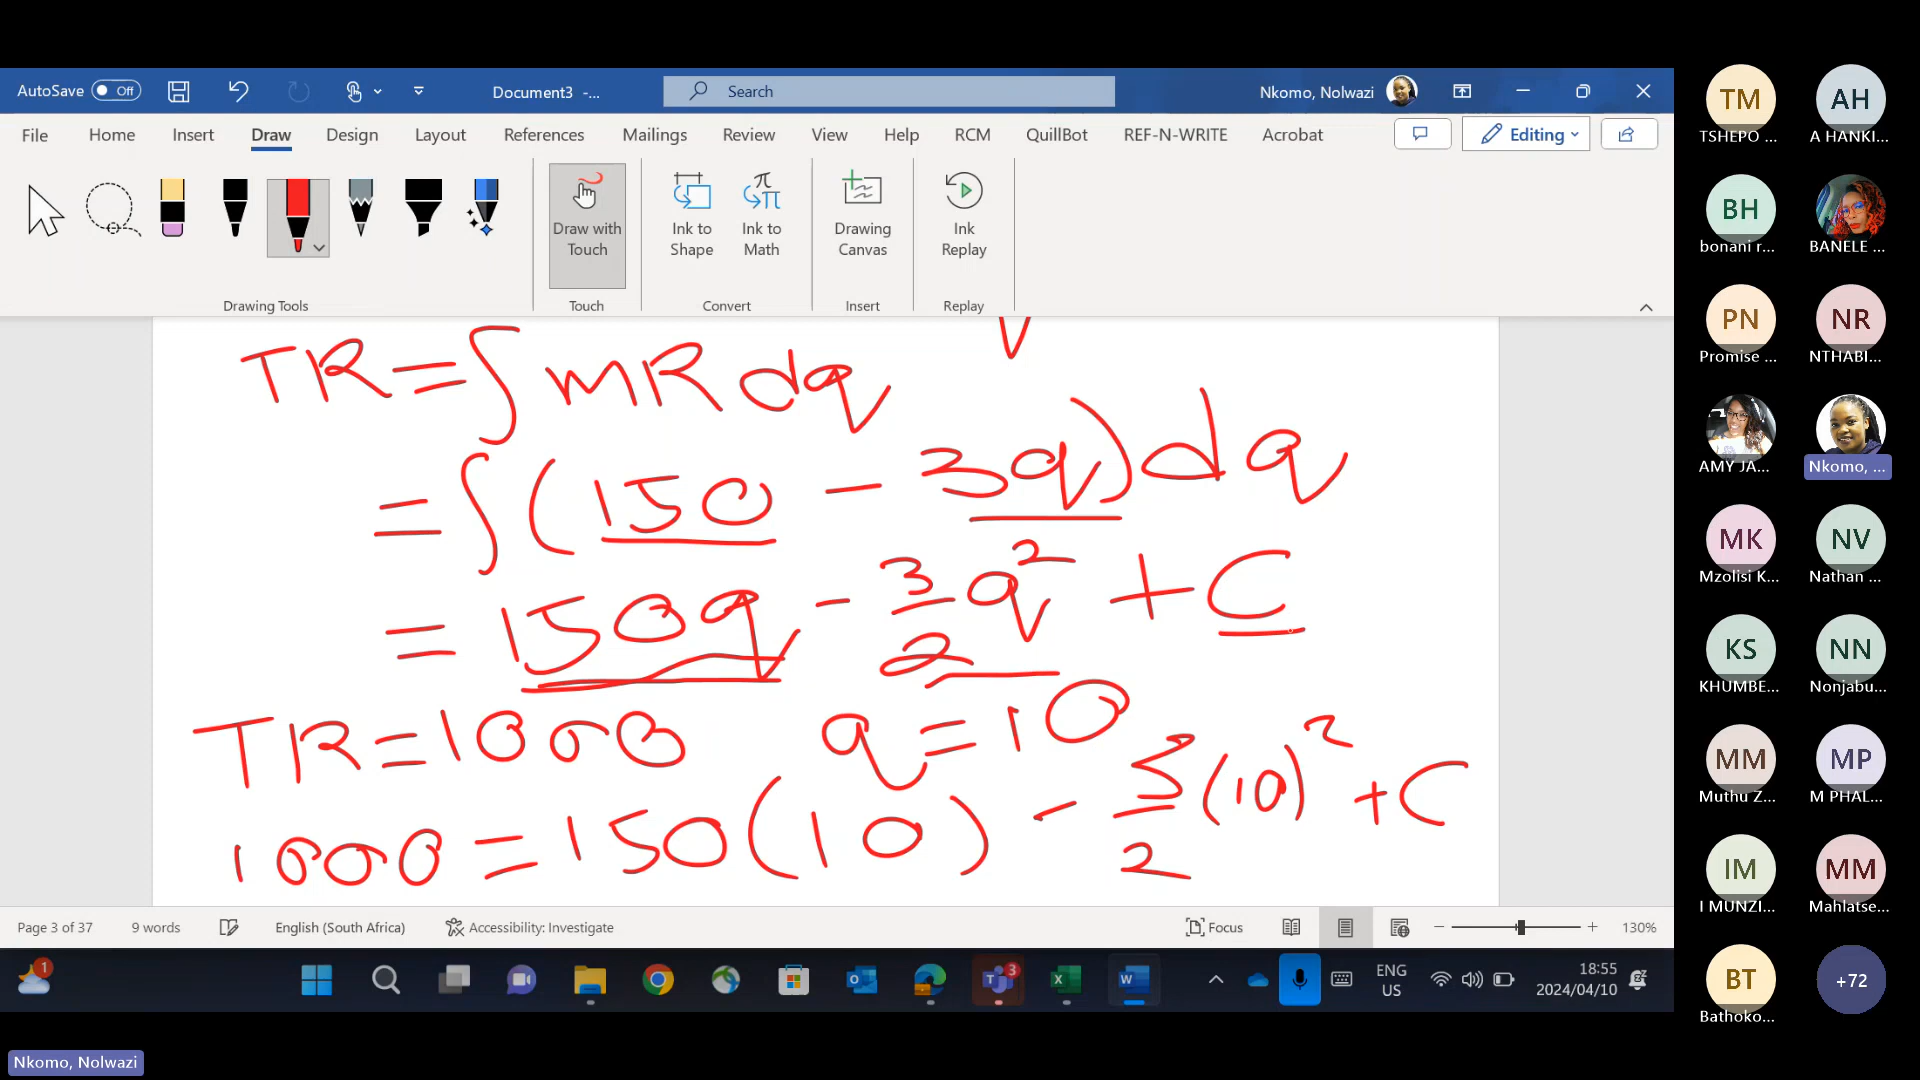 AutoSave Off Document3 -... Search Nkomo, Nolwazi
File Home Insert Draw Design Layout References Mailings Review View Help RCM QuillBot REF-N-WRITE Acrobat Editing
Draw with Touch
Ink to Shape
Ink to Math
Drawing Canvas
Ink Replay
Drawing Tools Touch Convert Insert Replay
TR = ∫ MR dq
= ∫ (150 - 3q) dq
= 150q - 3/2 q² + C
TR = 1000 q = 10
1000 = 150(10) - 3/2 (10)² + C
Page 3 of 37 9 words English (South Africa) Accessibility: Investigate Focus 130%
1 3 ENG US 18:55 2024/04/10
TM AH
TSHEPO ... A HANKI...
BH
bonani r... BANELE ...
PN NR
Promise ... NTHABI...
AMY JA... Nkomo, ...
MK NV
Mzolisi K... Nathan ...
KS NN
KHUMBE... Nonjabu...
MM MP
Muthu Z... M PHAL...
IM MM
I MUNZI... Mahlatse...
BT +72
Bathoko...
Nkomo, Nolwazi